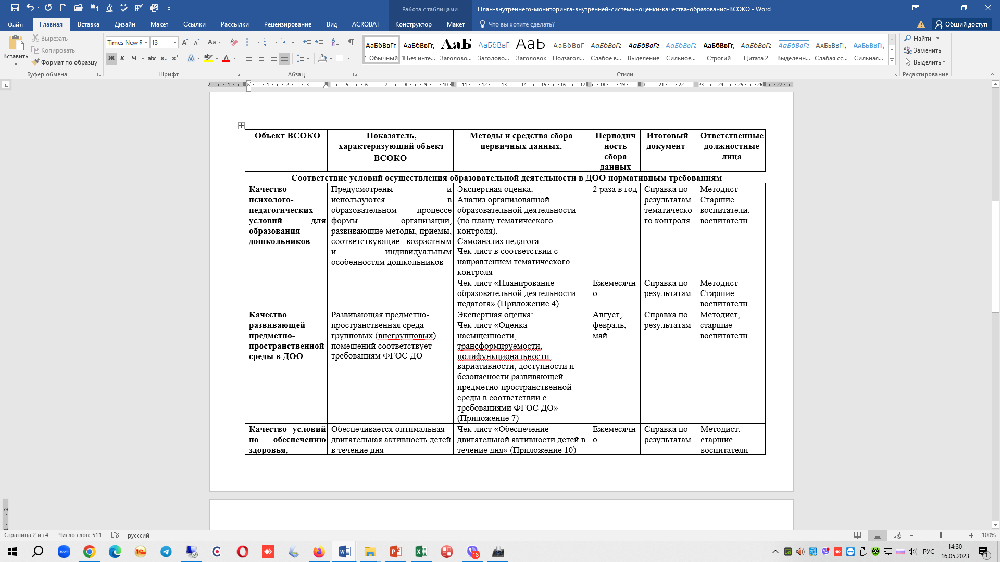 Работа с таблицами
План-внутреннего-мониторинга-внутренней-системы-оценки-качества-образования-ВСОКО - Word
Файл
Главная
Вставка
Дизайн
Макет
Ссылки
Рассылки
Рецензирование
Вид
ACROBAT
Конструктор
Макет
Что вы хотите сделать?
Общий доступ
Вставить
Вырезать
Копировать
Формат по образцу
Буфер обмена
Times New R
13
Шрифт
Абзац
АаБбВвГг,
¶ Обычный
АаБбВвГг,
¶ Без инте...
АаБ
Заголово...
АаБбВвГ
Заголово...
АаЬ
Заголовок
АаБбВвГ
Подзагол...
АаБбВвГг
Слабое в...
АаБбВвГг
Выделение
АаБбВвГг
Сильное...
АаБбВвГг,
Строгий
АаБбВвГг
Цитата 2
АаБбВвГг
Выделенн...
Слабая сс...
Сильная...
Стили
Найти
Заменить
Выделить
Редактирование
Объект ВСОКО
Показатель,
характеризующий объект
ВСОКО
Методы и средства сбора
первичных данных.
Периодич
ность
сбора
данных
Итоговый
документ
Ответственные
должностные
лица
Соответствие условий осуществления образовательной деятельности в ДОО нормативным требованиям
Качество
психолого-
педагогических
условий для
образования
дошкольников
Предусмотрены и
используются в
образовательном процессе
формы организации,
развивающие методы, приемы,
соответствующие возрастным
и индивидуальным
особенностям дошкольников
Экспертная оценка:
Анализ организованной
образовательной деятельности
(по плану тематического
контроля).
Самоанализ педагога:
Чек-лист в соответствии с
направлением тематического
контроля
2 раза в год
Справка по
результатам
тематическо
го контроля
Методист
Старшие
воспитатели,
воспитатели
Чек-лист «Планирование
образовательной деятельности
педагога» (Приложение 4)
Ежемесячн
о
Справка по
результатам
Методист
Старшие
воспитатели
Качество
развивающей
предметно-
пространственной
среды в ДОО
Развивающая предметно-
пространственная среда
групповых (внегрупповых)
помещений соответствует
требованиям ФГОС ДО
Экспертная оценка:
Чек-лист «Оценка
насыщенности,
трансформируемости,
полифункциональности,
вариативности, доступности и
безопасности развивающей
предметно-пространственной
среды в соответствии с
требованиями ФГОС ДО»
(Приложение 7)
Август,
февраль,
май
Справка по
результатам
Методист,
старшие
воспитатели
Качество условий
по обеспечению
здоровья,
Обеспечивается оптимальная
двигательная активность детей
в течение дня
Чек-лист «Обеспечение
двигательной активности детей в
течение дня» (Приложение 10)
Ежемесячн
о
Справка по
результатам
Методист,
старшие
воспитатели
Страница 2 из 4
Число слов: 511
русский
100%
zoom
18
РУС
14:30
16.05.2023
1